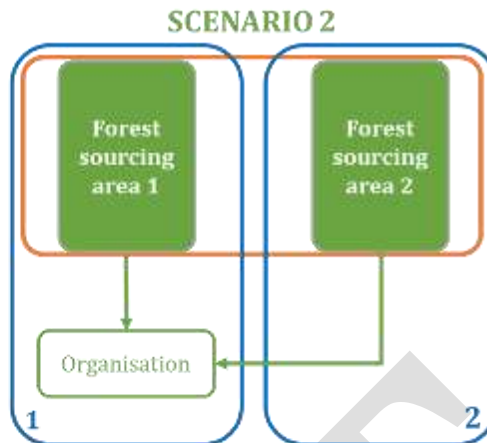 SCENARIO 2
Forest
sourcing
area 1
Forest
sourcing
area 2
Organisation
1
2